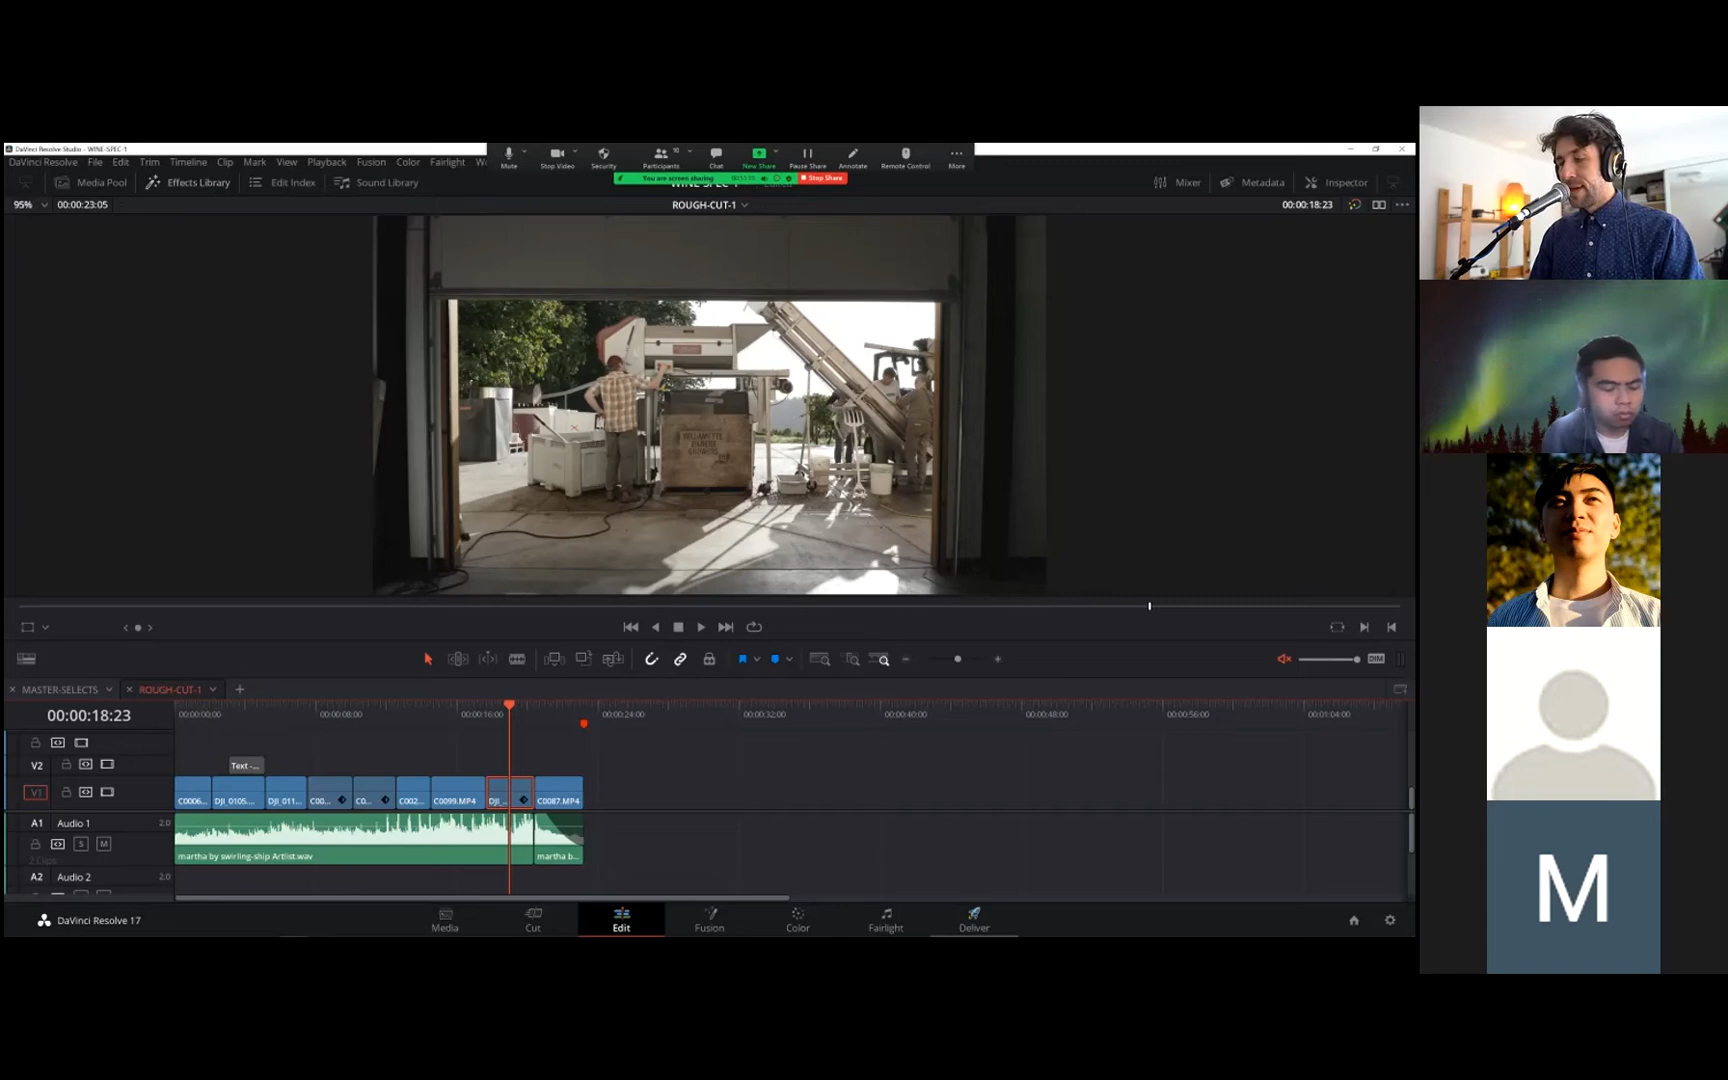 DaVinci Resolve Studio - WINE-SPEC-1
DaVinci Resolve File Edit Trim Timeline Clip Mark View Playback Fusion Color Fairlight
Mute Stop Video Security Participants 10 Chat New Share Pause Share Annotate Remote Control More
You are screen sharing Stop Share
Media Pool Effects Library Edit Index Sound Library Mixer Metadata Inspector
95% 00:00:23:05 ROUGH-CUT-1 00:00:18:23
WILLAMETTE
GROWERS
DIM
MASTER-SELECTS ROUGH-CUT-1
00:00:18:23 00:00:00:00 00:00:08:00 00:00:16:00 00:00:24:00 00:00:32:00 00:00:40:00 00:00:48:00 00:00:56:00 00:01:04:00
V2 Text -...
V1 C0006... DJI_0105.... DJI_011... C00... C0... C002... C0099.MP4 DJI_... C0087.MP4
A1 Audio 1 2.0
S M
2 Clips
martha by swirling-ship Artlist.wav martha b...
A2 Audio 2 2.0
DaVinci Resolve 17 Media Cut Edit Fusion Color Fairlight Deliver
M